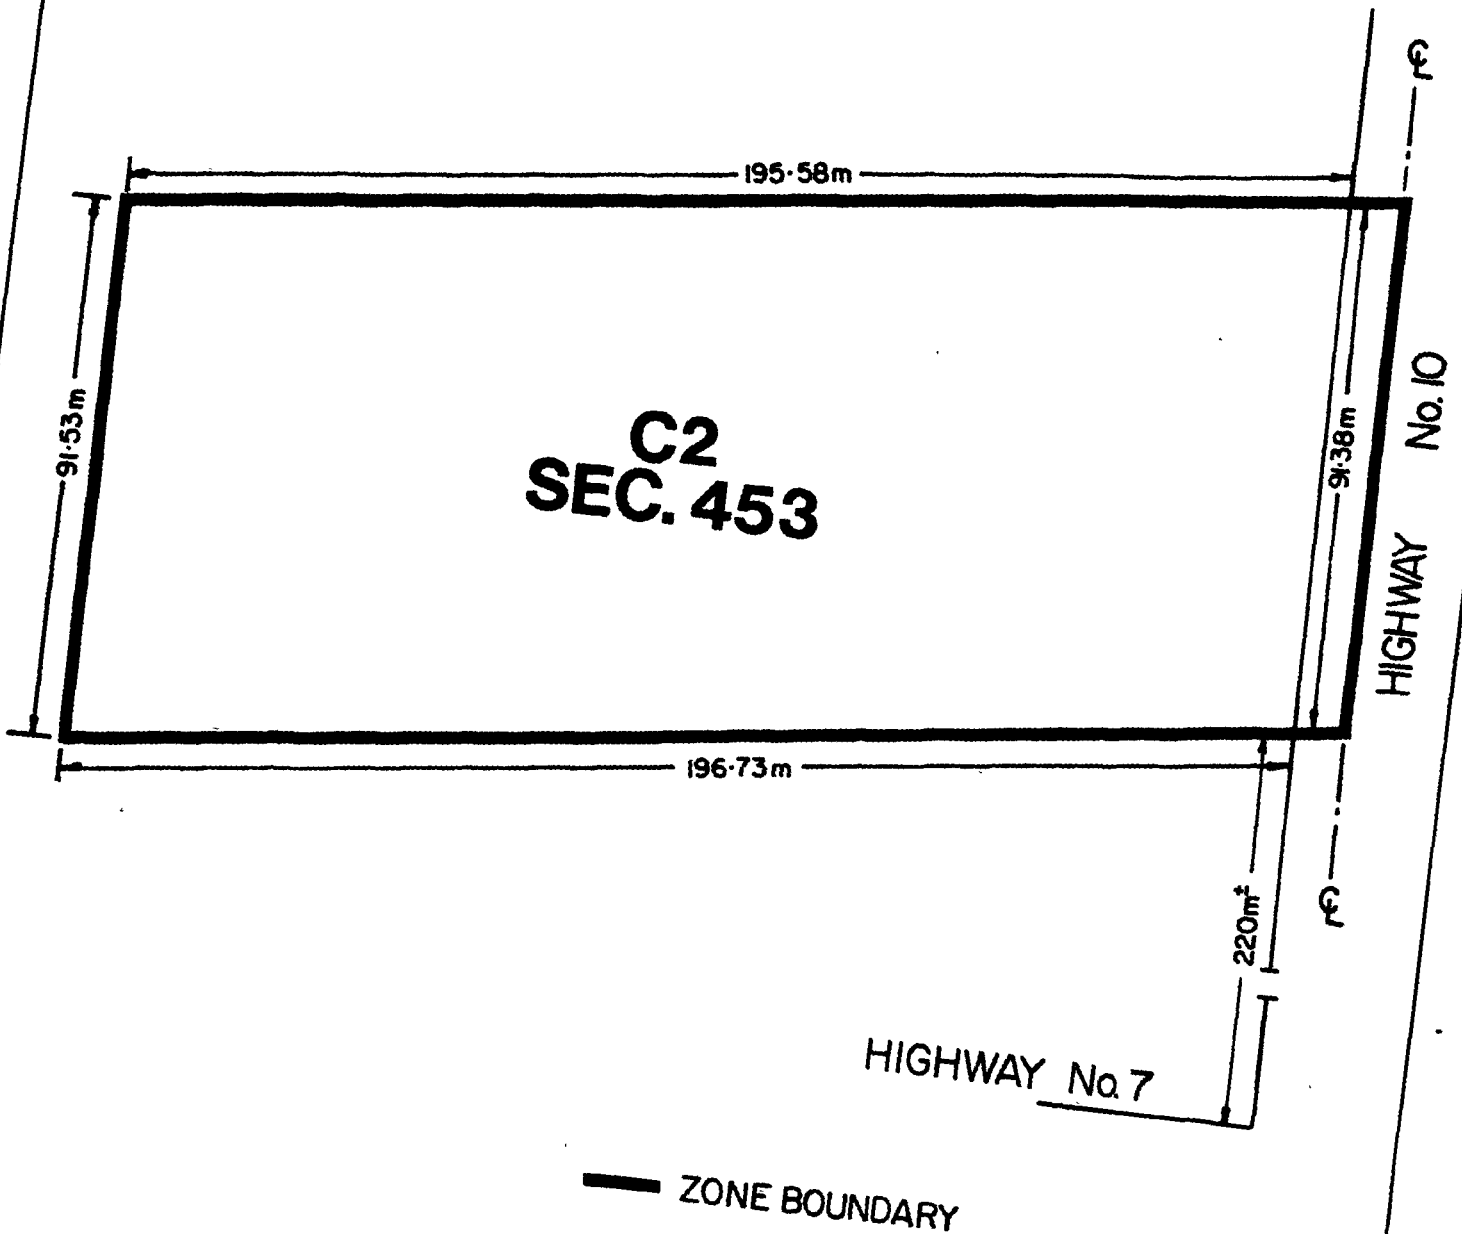 ℄
195·58m
91·53m
C2
SEC. 453
91·38m
HIGHWAY No. 10
196·73m
220m±
℄
HIGHWAY No. 7
ZONE BOUNDARY